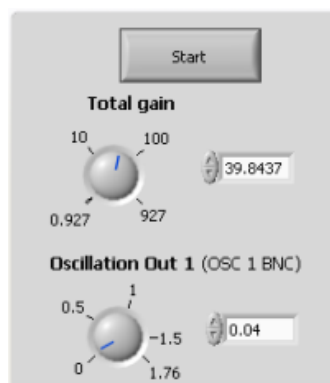 Start
Total gain
10 100
39.8437
0.927 927
Oscillation Out 1 (OSC 1 BNC)
1
0.5
-1.5
0.04
0 1.76